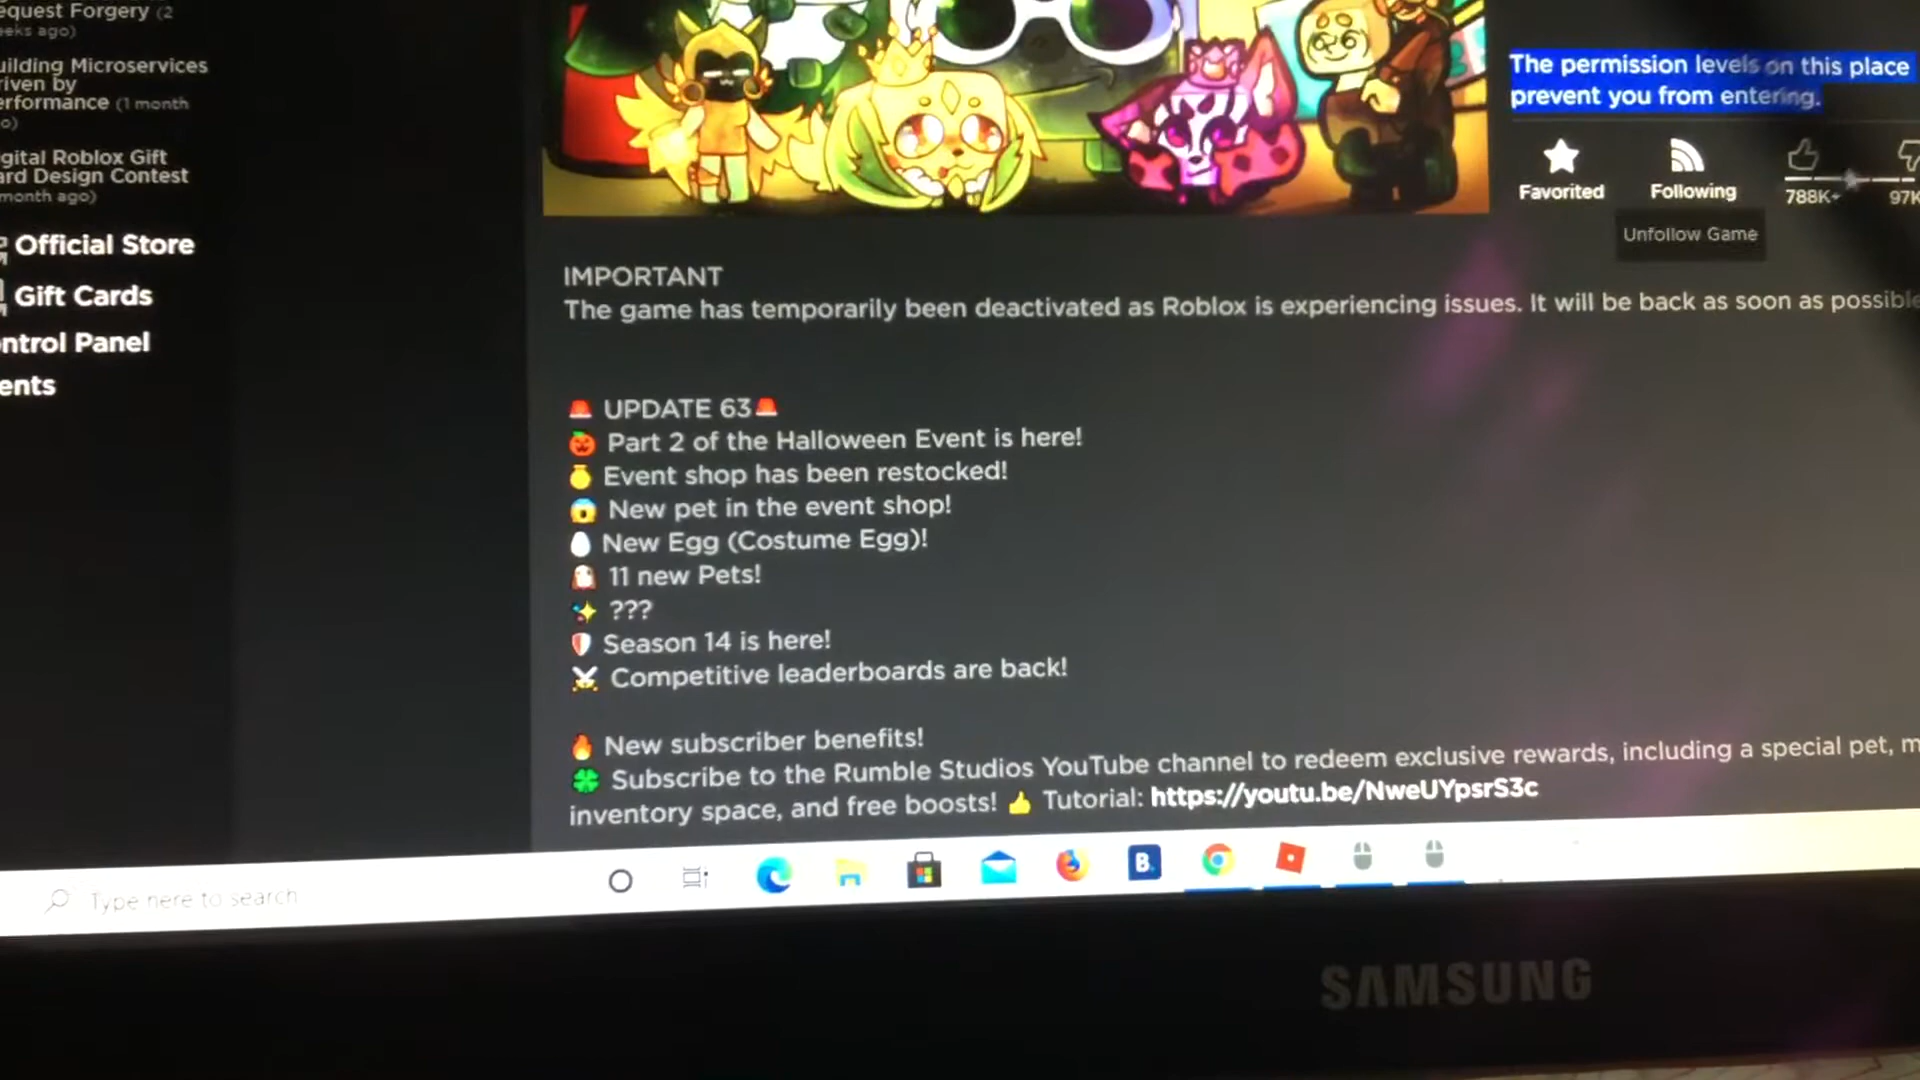 equest Forgery (2
eeks ago)
uilding Microservices
riven by
erformance (1 month
o)
igital Roblox Gift
ard Design Contest
month ago)
Official Store
Gift Cards
ontrol Panel
ents
The permission levels on this place
prevent you from entering.
Favorited Following 788K+ 97K
Unfollow Game
IMPORTANT
The game has temporarily been deactivated as Roblox is experiencing issues. It will be back as soon as possible
🚨 UPDATE 63🚨
🎃 Part 2 of the Halloween Event is here!
💰 Event shop has been restocked!
😱 New pet in the event shop!
🥚 New Egg (Costume Egg)!
11 new Pets!
✨ ???
🛡 Season 14 is here!
⚔ Competitive leaderboards are back!
🔥 New subscriber benefits!
🍀 Subscribe to the Rumble Studios YouTube channel to redeem exclusive rewards, including a special pet, m
inventory space, and free boosts! 👍 Tutorial: https://youtu.be/NweUYpsrS3c
Type here to search
B.
SAMSUNG